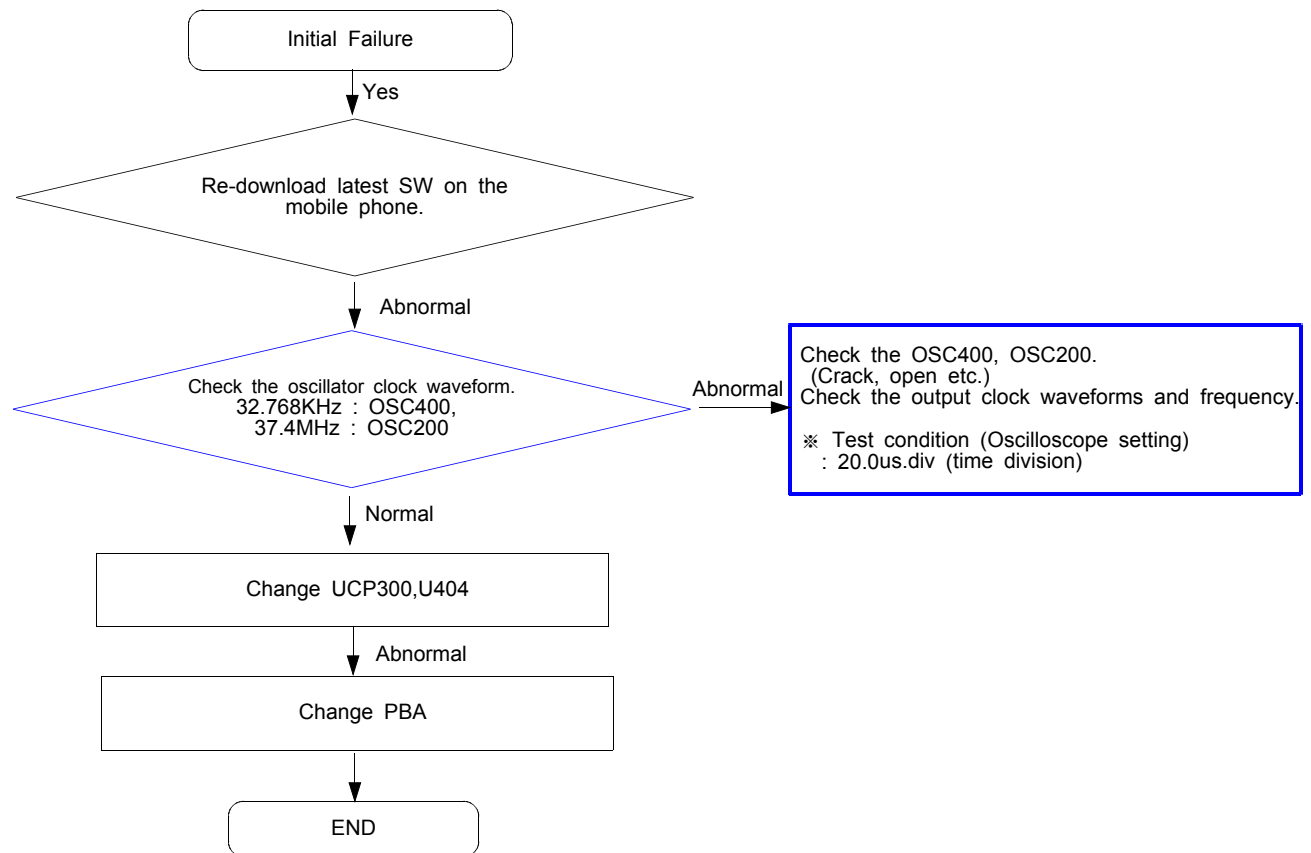 Initial Failure
Yes
Re-download latest SW on the
mobile phone.
Abnormal
Check the oscillator clock waveform.
32.768KHz : OSC400,
37.4MHz : OSC200
Abnormal
Check the OSC400, OSC200.
(Crack, open etc.)
Check the output clock waveforms and frequency.
※ Test condition (Oscilloscope setting)
: 20.0us.div (time division)
Normal
Change UCP300,U404
Abnormal
Change PBA
END